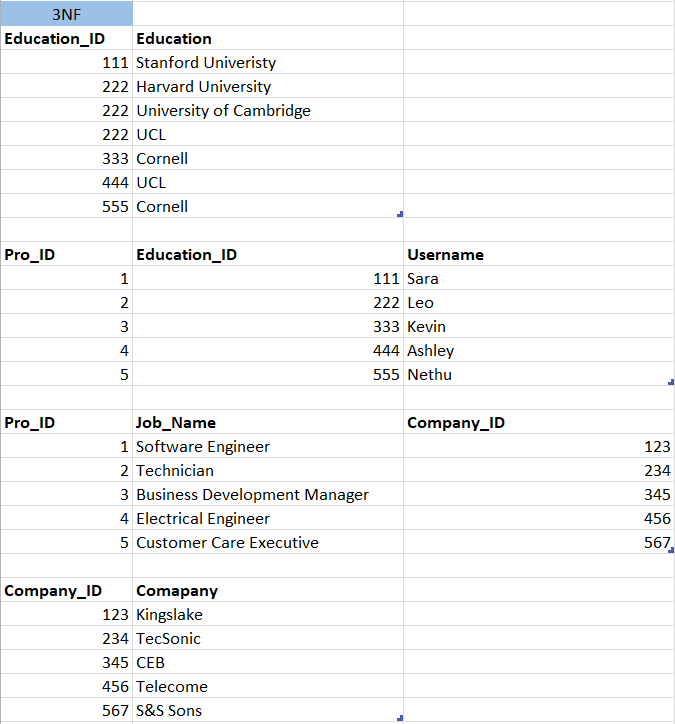 3NF
Education_ID Education
111 Stanford Univeristy
222 Harvard University
222 University of Cambridge
222 UCL
333 Cornell
444 UCL
555 Cornell
Pro_ID Education_ID Username
1 111 Sara
2 222 Leo
3 333 Kevin
4 444 Ashley
5 555 Nethu
Pro_ID Job_Name Company_ID
1 Software Engineer 123
2 Technician 234
3 Business Development Manager 345
4 Electrical Engineer 456
5 Customer Care Executive 567
Company_ID Comapany
123 Kingslake
234 TecSonic
345 CEB
456 Telecome
567 S&S Sons